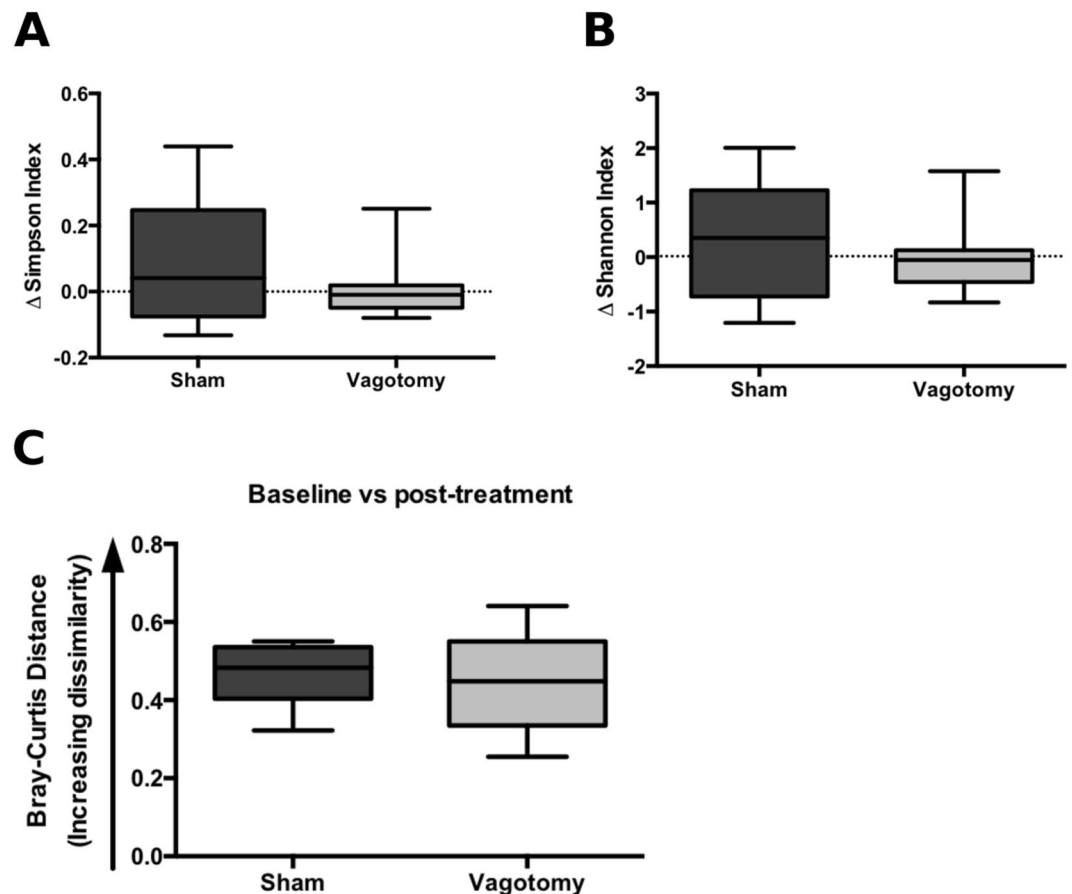 A
B
0.6
0.4
0.2
0.0
-0.2
Δ Simpson Index
Sham
Vagotomy
3
2
1
0
-1
-2
Δ Shannon Index
Sham
Vagotomy
C
Baseline vs post-treatment
Bray-Curtis Distance
(Increasing dissimilarity)
0.8
0.6
0.4
0.2
0.0
Sham
Vagotomy